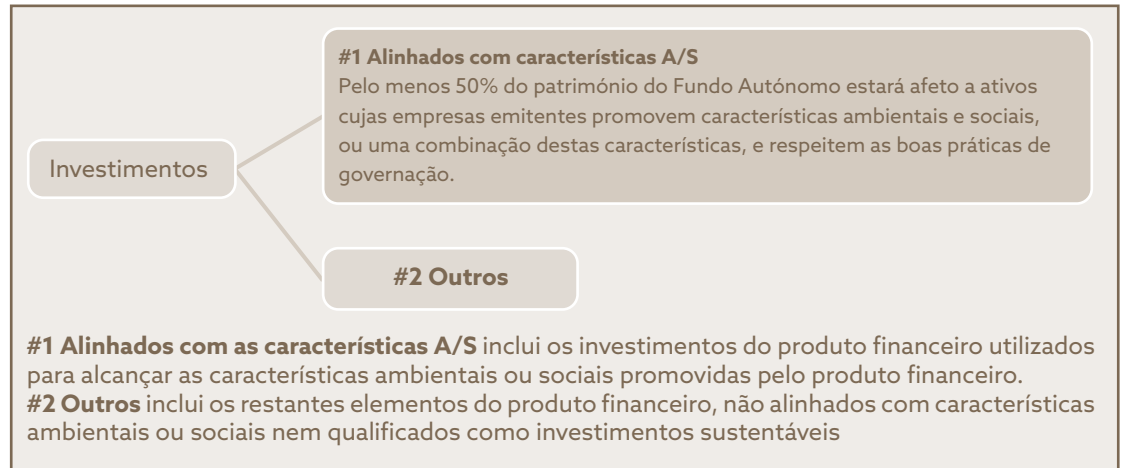 #1 Alinhados com características A/S
Pelo menos 50% do património do Fundo Autónomo estará afeto a ativos
cujas empresas emitentes promovem características ambientais e sociais,
ou uma combinação destas características, e respeitem as boas práticas de
governação.
Investimentos
#2 Outros
#1 Alinhados com as características A/S inclui os investimentos do produto financeiro utilizados
para alcançar as características ambientais ou sociais promovidas pelo produto financeiro.
#2 Outros inclui os restantes elementos do produto financeiro, não alinhados com características
ambientais ou sociais nem qualificados como investimentos sustentáveis